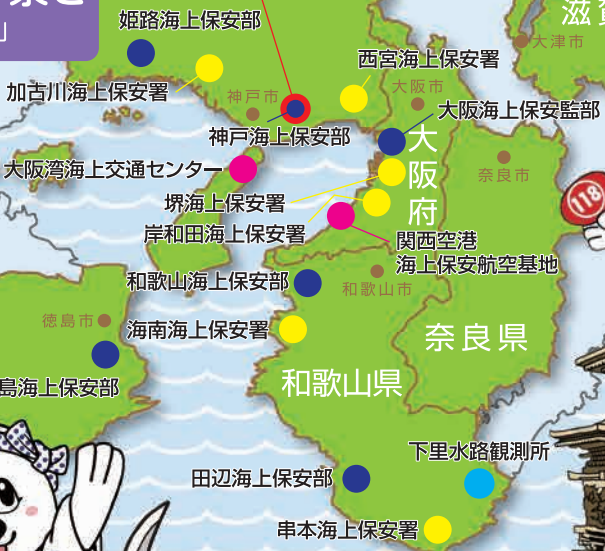 」
姫路海上保安部
滋賀
大津市
西宮海上保安署
加古川海上保安署
神戸市
大阪市
大阪海上保安監部
神戸海上保安部
大阪府
大阪湾海上交通センター
奈良市
堺海上保安署
118
岸和田海上保安署
関西空港
海上保安航空基地
和歌山海上保安部
和歌山市
徳島市
海南海上保安署
奈良県
島海上保安部
和歌山県
下里水路観測所
田辺海上保安部
串本海上保安署